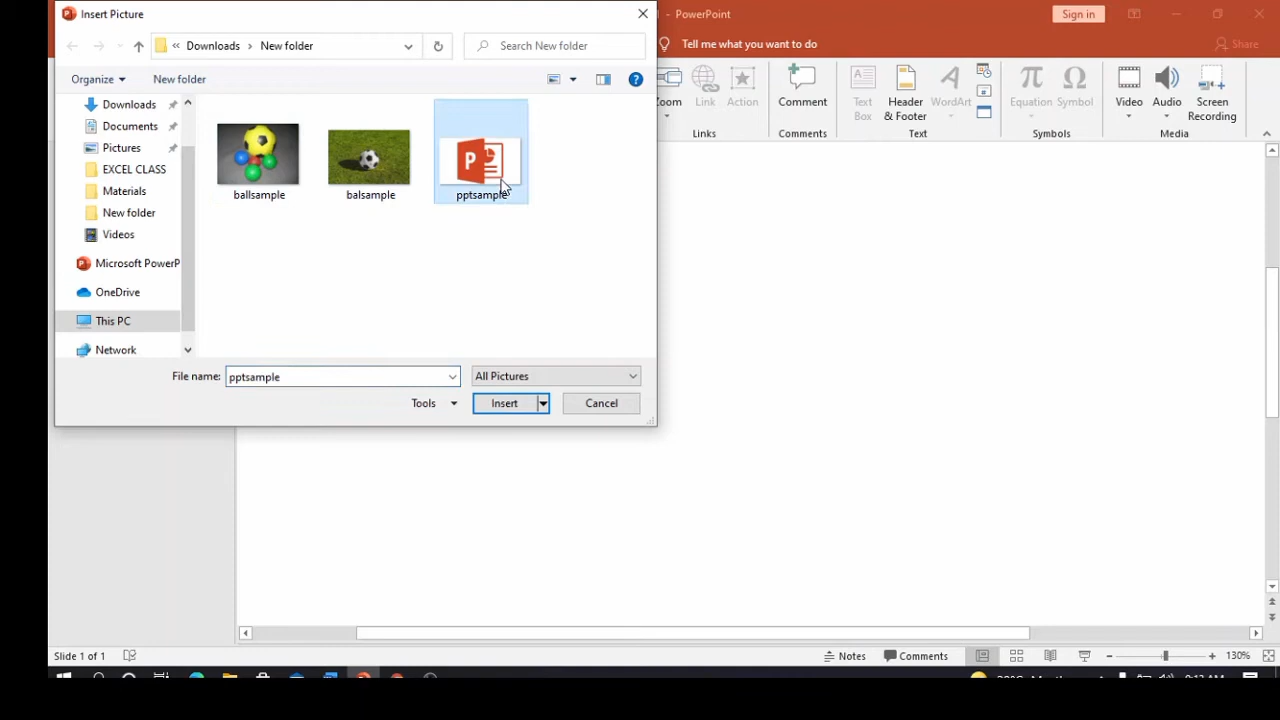 Insert Picture
- PowerPoint
Sign in
Downloads
New folder
Search New folder
Tell me what you want to do
Share
Organize
New folder
Zoom
Link
Action
Comment
Text Box
Header & Footer
WordArt
Equation
Symbol
Video
Audio
Screen Recording
Links
Comments
Text
Symbols
Media
Downloads
Documents
Pictures
EXCEL CLASS
Materials
New folder
Videos
Microsoft PowerP
OneDrive
This PC
Network
ballsample
balsample
P
pptsample
File name:
pptsample
All Pictures
Tools
Insert
Cancel
Slide 1 of 1
Notes
Comments
130%